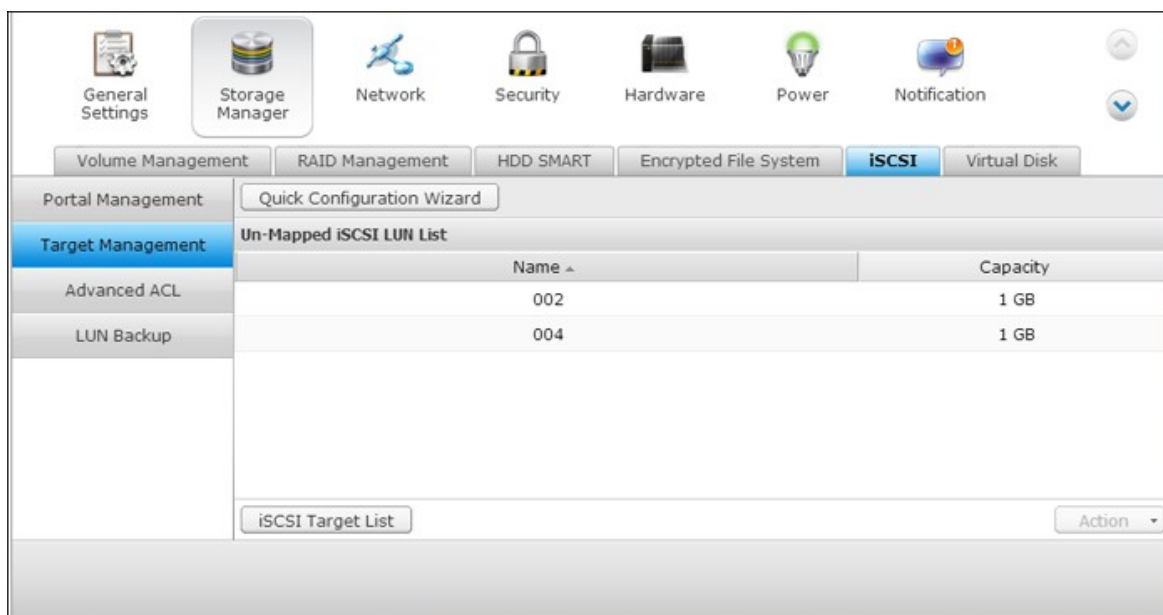 General Settings
Storage Manager
Network
Security
Hardware
Power
1
Notification
Volume Management
RAID Management
HDD SMART
Encrypted File System
iSCSI
Virtual Disk
Portal Management
Target Management
Advanced ACL
LUN Backup
Quick Configuration Wizard
Un-Mapped iSCSI LUN List
Name Capacity
002 1 GB
004 1 GB
iSCSI Target List
Action